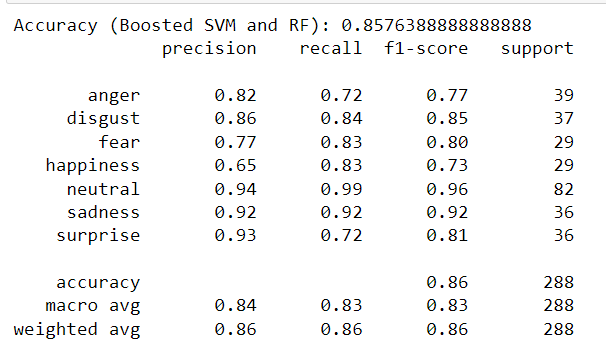 Accuracy (Boosted SVM and RF): 0.8576388888888888
precision recall f1-score support
anger 0.82 0.72 0.77 39
disgust 0.86 0.84 0.85 37
fear 0.77 0.83 0.80 29
happiness 0.65 0.83 0.73 29
neutral 0.94 0.99 0.96 82
sadness 0.92 0.92 0.92 36
surprise 0.93 0.72 0.81 36
accuracy 0.86 288
macro avg 0.84 0.83 0.83 288
weighted avg 0.86 0.86 0.86 288